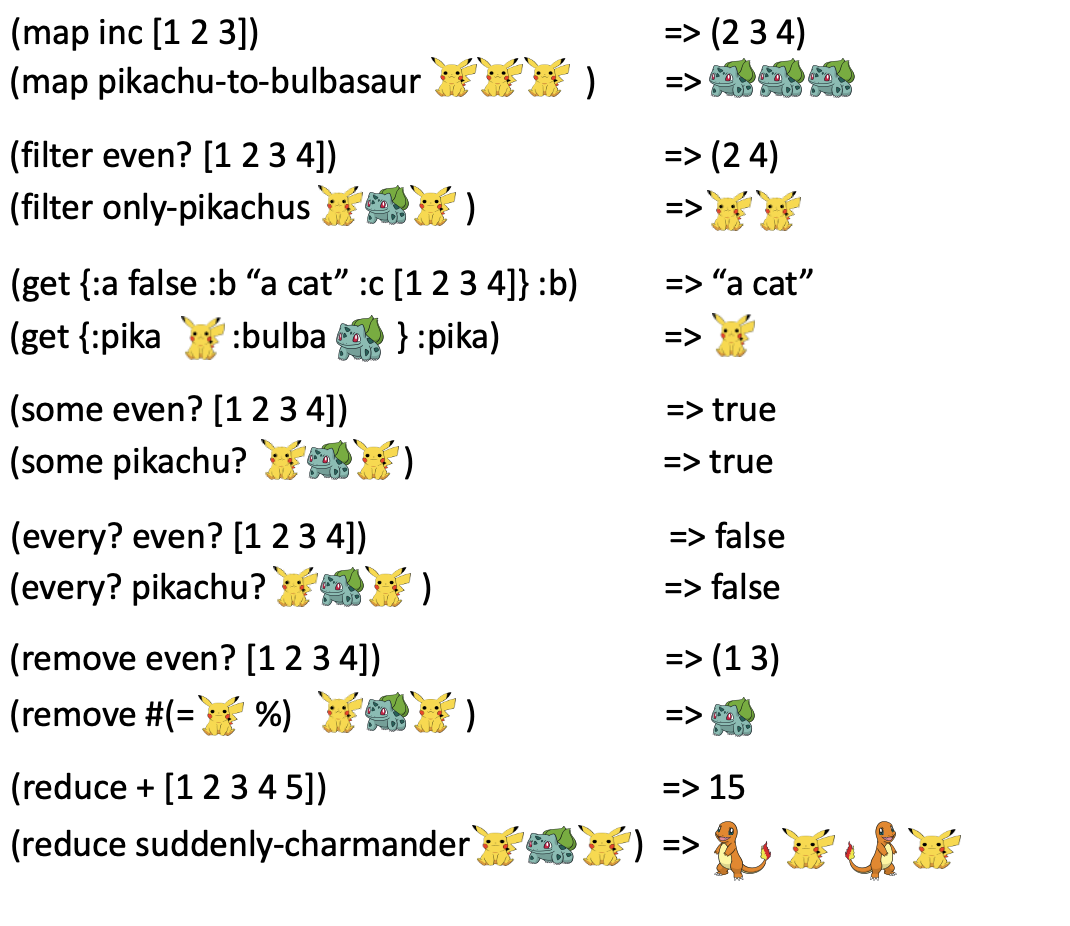 (map inc [1 2 3]) => (2 3 4)
(map pikachu-to-bulbasaur ) =>
(filter even? [1 2 3 4]) => (2 4)
(filter only-pikachus ) =>
(get {:a false :b “a cat” :c [1 2 3 4]} :b) => “a cat”
(get {:pika :bulba } :pika) =>
(some even? [1 2 3 4]) => true
(some pikachu? ) => true
(every? even? [1 2 3 4]) => false
(every? pikachu? ) => false
(remove even? [1 2 3 4]) => (1 3)
(remove #(= %) ) =>
(reduce + [1 2 3 4 5]) => 15
(reduce suddenly-charmander ) =>